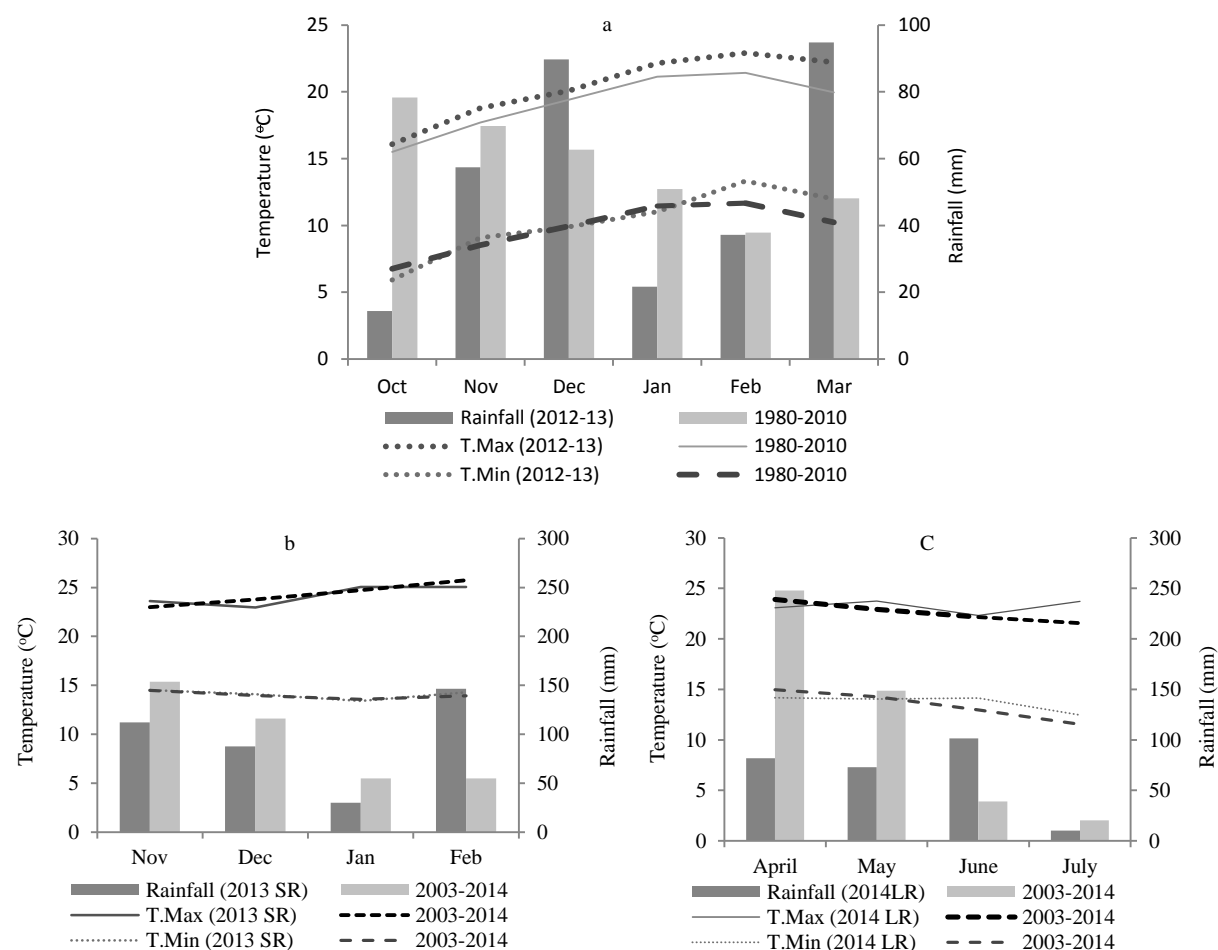 a
25
20
15
10
5
0
Temperature (ºC)
100
80
60
40
20
0
Rainfall (mm)
Oct Nov Dec Jan Feb Mar
Rainfall (2012-13) 1980-2010
T.Max (2012-13) 1980-2010
T.Min (2012-13) 1980-2010
b
30
25
20
15
10
5
0
Temperature (ºC)
300
250
200
150
100
50
0
Rainfall (mm)
Nov Dec Jan Feb
Rainfall (2013 SR) 2003-2014
T.Max (2013 SR) 2003-2014
T.Min (2013 SR) 2003-2014
C
30
25
20
15
10
5
0
Temperature (ºC)
300
250
200
150
100
50
0
Rainfall (mm)
April May June July
Rainfall (2014LR) 2003-2014
T.Max (2014 LR) 2003-2014
T.Min (2014 LR) 2003-2014